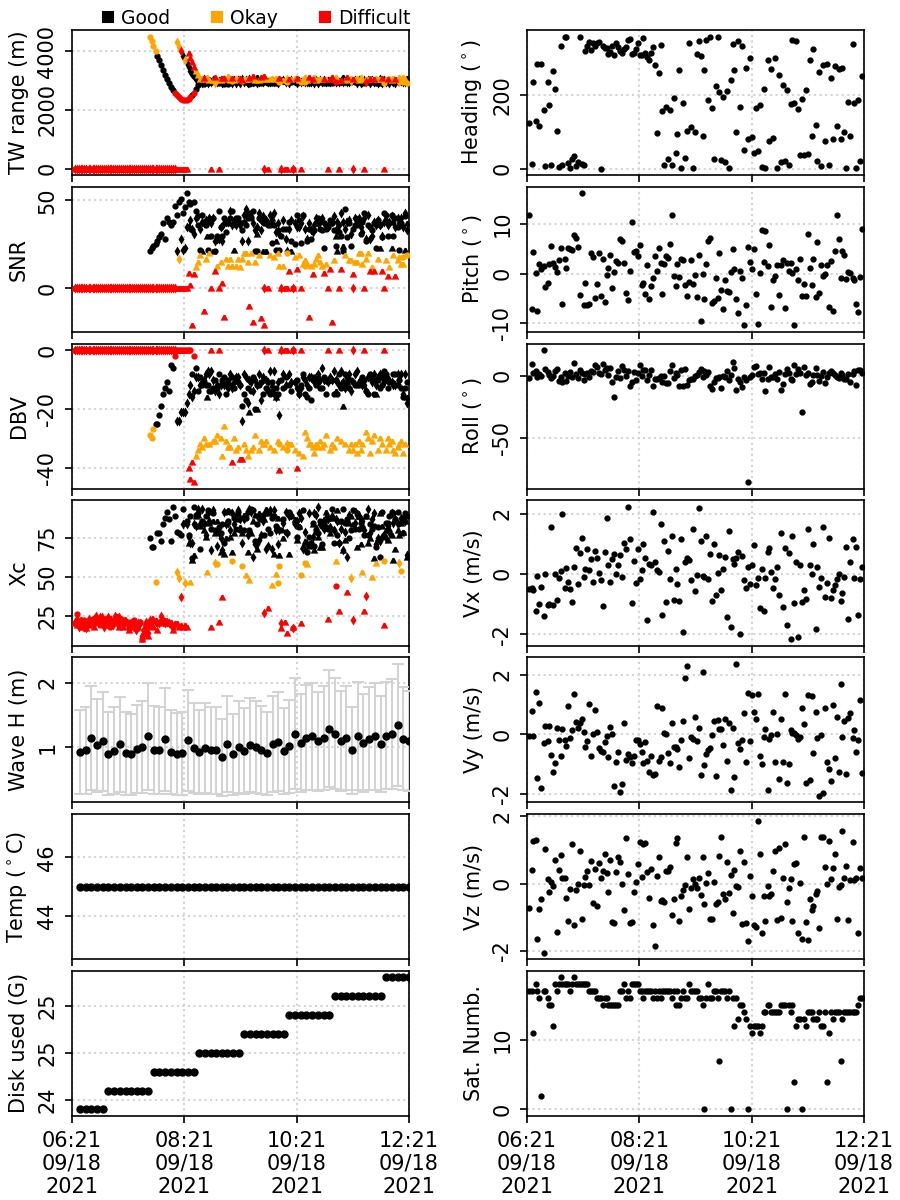 Good Okay Difficult
TW range (m)
4000
2000
0
SNR
50
0
DBV
0
-20
-40
Xc
75
50
25
Wave H (m)
2
1
Temp (°C)
46
44
Disk used (G)
25
25
24
06:21 08:21 10:21 12:21
09/18 09/18 09/18 09/18
2021 2021 2021 2021
Heading (°)
200
0
Pitch (°)
10
0
-10
Roll (°)
0
-50
Vx (m/s)
2
0
-2
Vy (m/s)
2
0
-2
Vz (m/s)
2
0
-2
Sat. Numb.
10
0
06:21 08:21 10:21 12:21
09/18 09/18 09/18 09/18
2021 2021 2021 2021